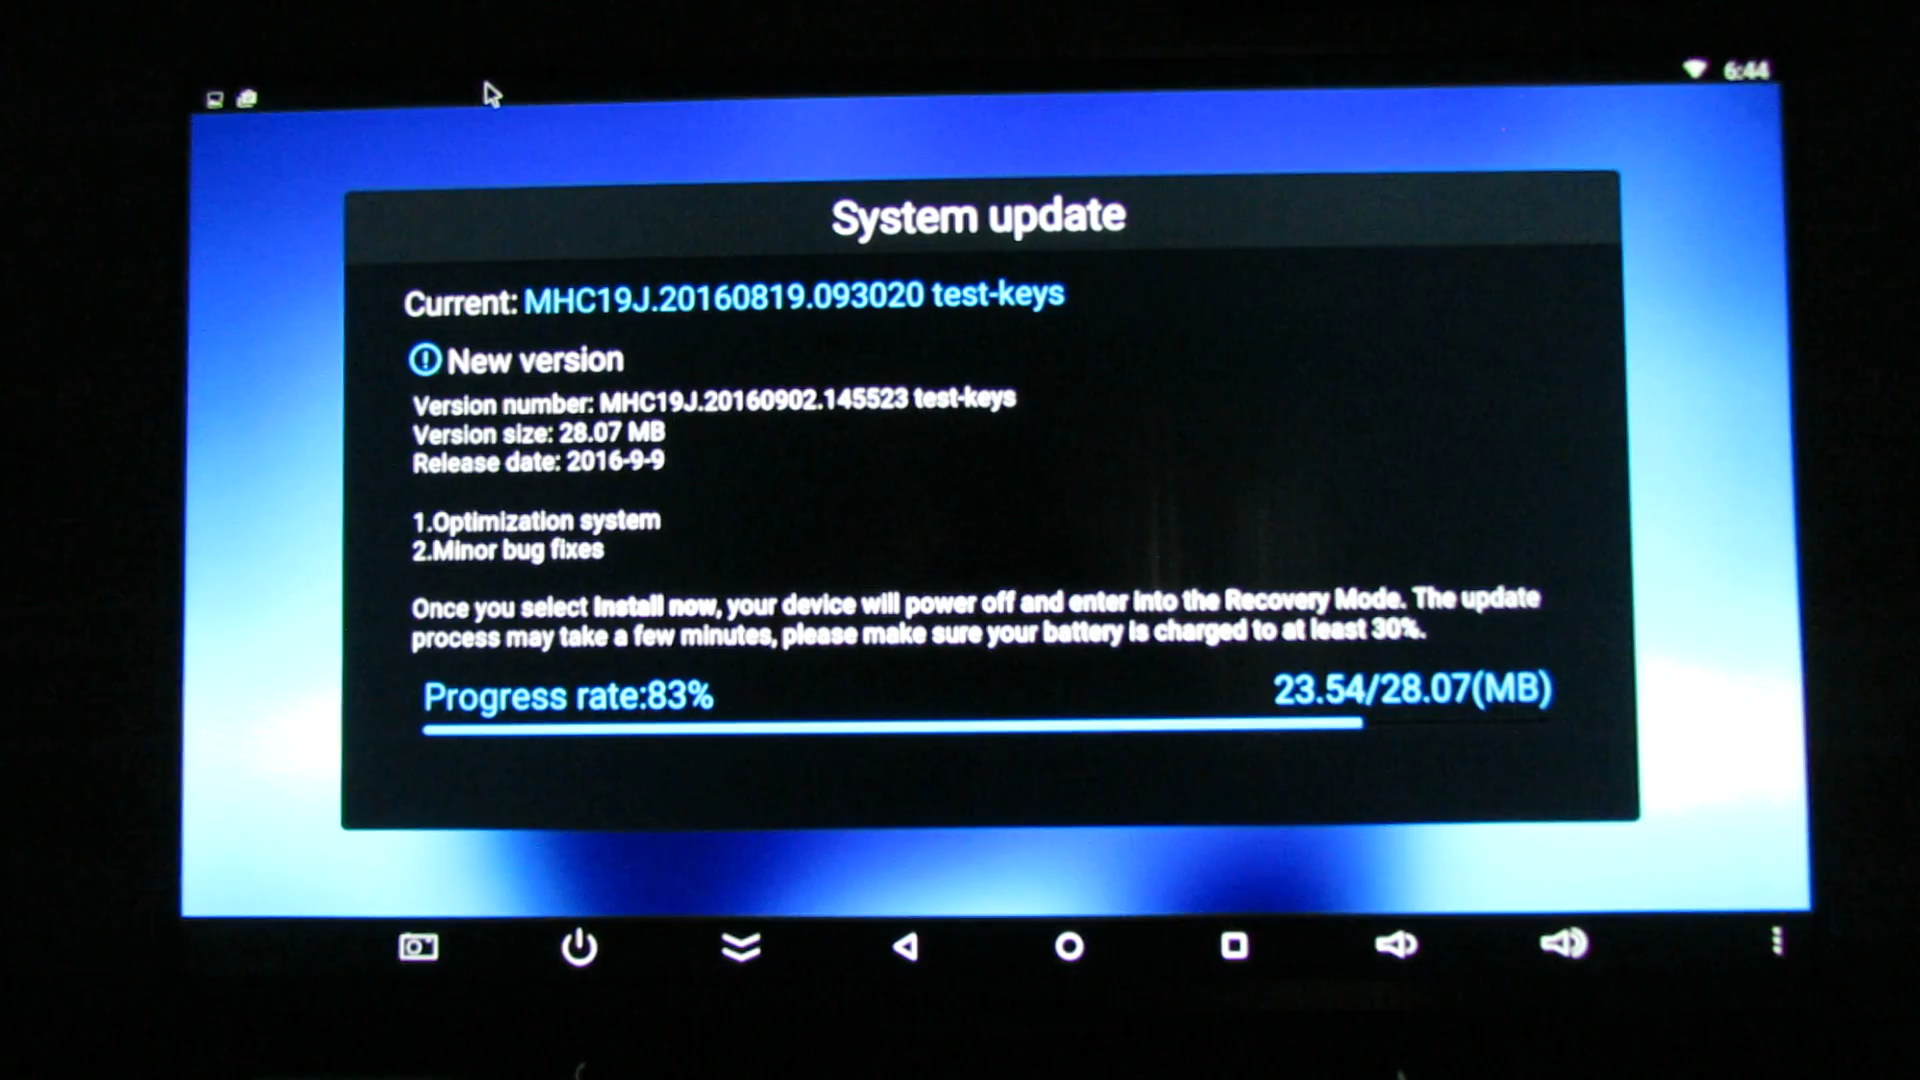 6:44
System update
Current: MHC19J.20160819.093020 test-keys
New version
Version number: MHC19J.20160902.145523 test-keys
Version size: 28.07 MB
Release date: 2016-9-9
1.Optimization system
2.Minor bug fixes
Once you select Install now, your device will power off and enter into the Recovery Mode. The update
process may take a few minutes, please make sure your battery is charged to at least 30%.
Progress rate:83% 23.54/28.07(MB)